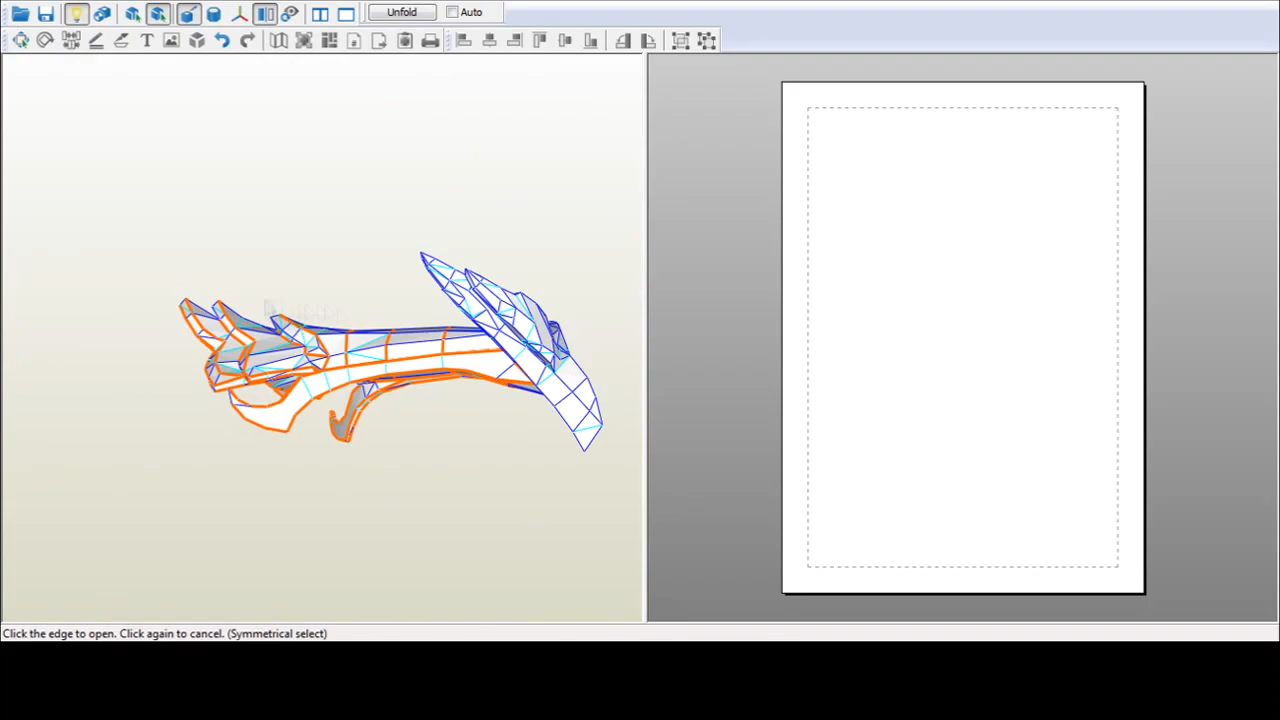 Unfold
Auto
Click the edge to open. Click again to cancel. (Symmetrical select)